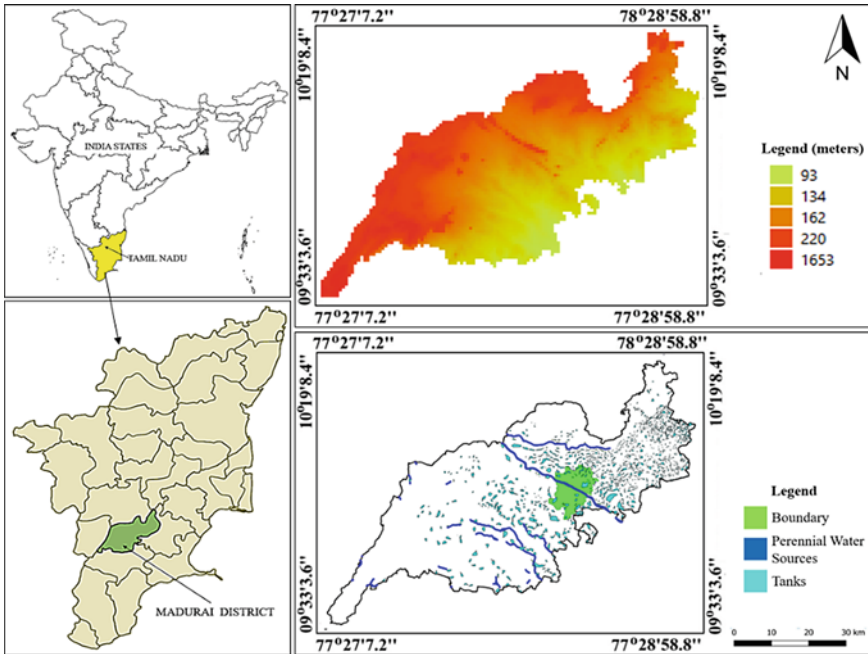 INDIA STATES
TAMIL NADU
MADURAI DISTRICT
77°27'7.2''
78°28'58.8''
10°19'8.4''
10°19'8.4''
09°33'3.6''
09°33'3.6''
77°27'7.2''
77°28'58.8''
N
Legend (meters)
93
134
162
220
1653
77°27'7.2''
78°28'58.8''
10°19'8.4''
10°19'8.4''
09°33'3.6''
09°33'3.6''
77°27'7.2''
77°28'58.8''
Legend
Boundary
Perennial Water
Sources
Tanks
0 10 20 30 km